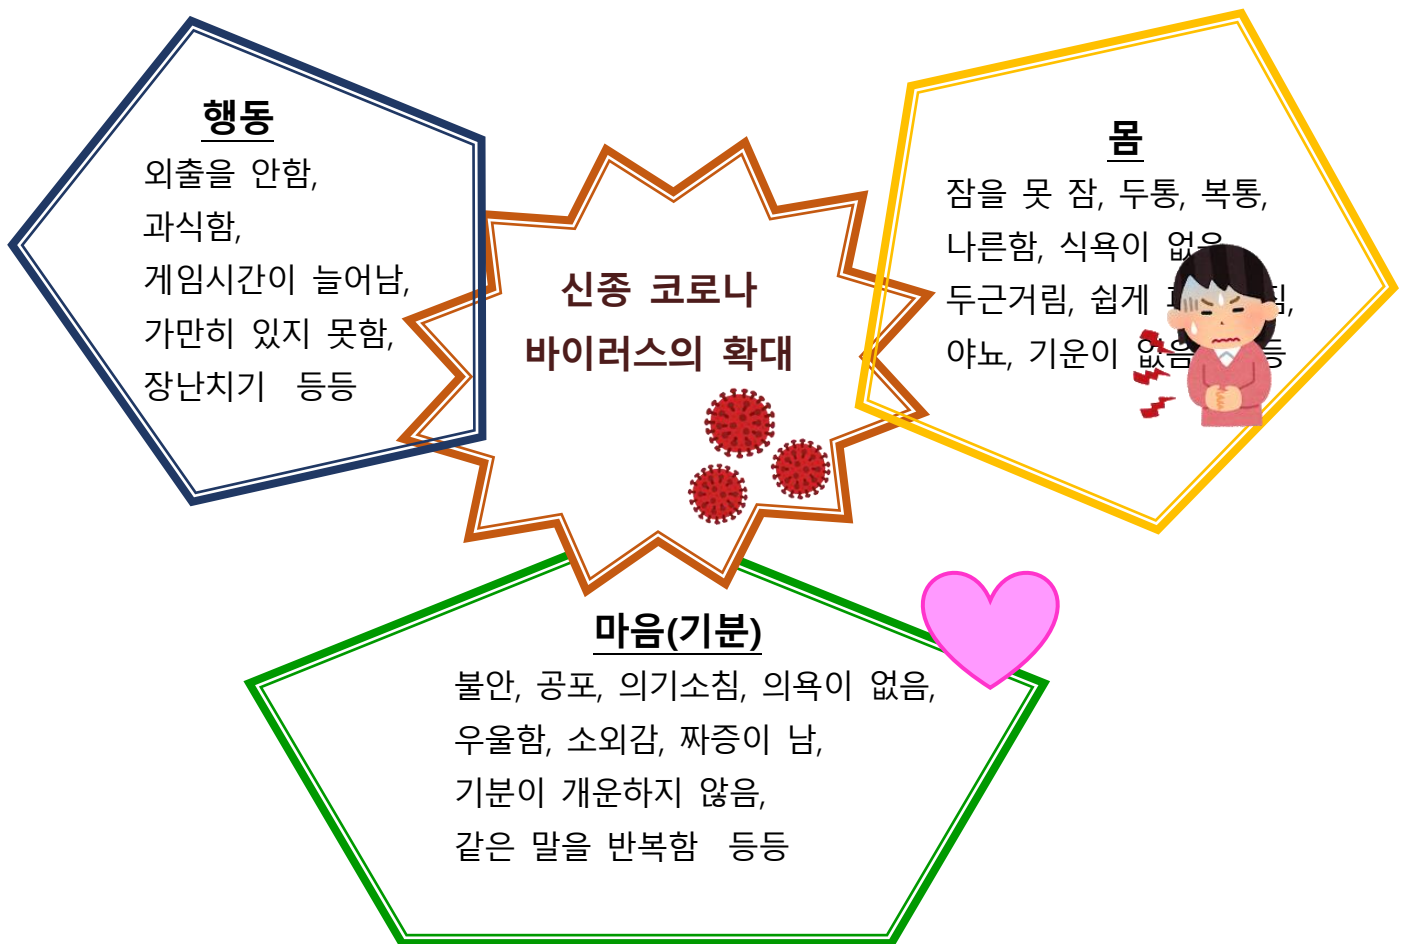 행동
외출을 안함,
과식함,
게임시간이 늘어남,
가만히 있지 못함,
장난치기 등등
신종 코로나
바이러스의 확대
몸
잠을 못 잠, 두통, 복통,
나른함, 식욕이 없음
두근거림, 쉽게
야뇨, 기운이 없음 등
마음(기분)
불안, 공포, 의기소침, 의욕이 없음,
우울함, 소외감, 짜증이 남,
기분이 개운하지 않음,
같은 말을 반복함 등등